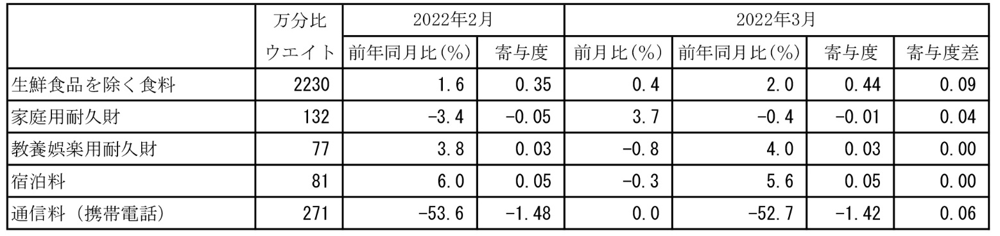 万分比 2022年2月 2022年3月
ウエイト 前年同月比(%) 寄与度 前月比(%) 前年同月比(%) 寄与度 寄与度差
生鮮食品を除く食料 2230 1.6 0.35 0.4 2.0 0.44 0.09
家庭用耐久財 132 -3.4 -0.05 3.7 -0.4 -0.01 0.04
教養娯楽用耐久財 77 3.8 0.03 -0.8 4.0 0.03 0.00
宿泊料 81 6.0 0.05 -0.3 5.6 0.05 0.00
通信料（携帯電話） 271 -53.6 -1.48 0.0 -52.7 -1.42 0.06